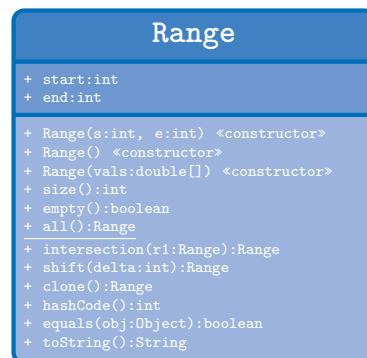 Range
+ start:int
+ end:int
+ Range(s:int, e:int) «constructor»
+ Range() «constructor»
+ Range(vals:double[]) «constructor»
+ size():int
+ empty():boolean
+ all():Range
+ intersection(r1:Range):Range
+ shift(delta:int):Range
+ clone():Range
+ hashCode():int
+ equals(obj:Object):boolean
+ toString():String